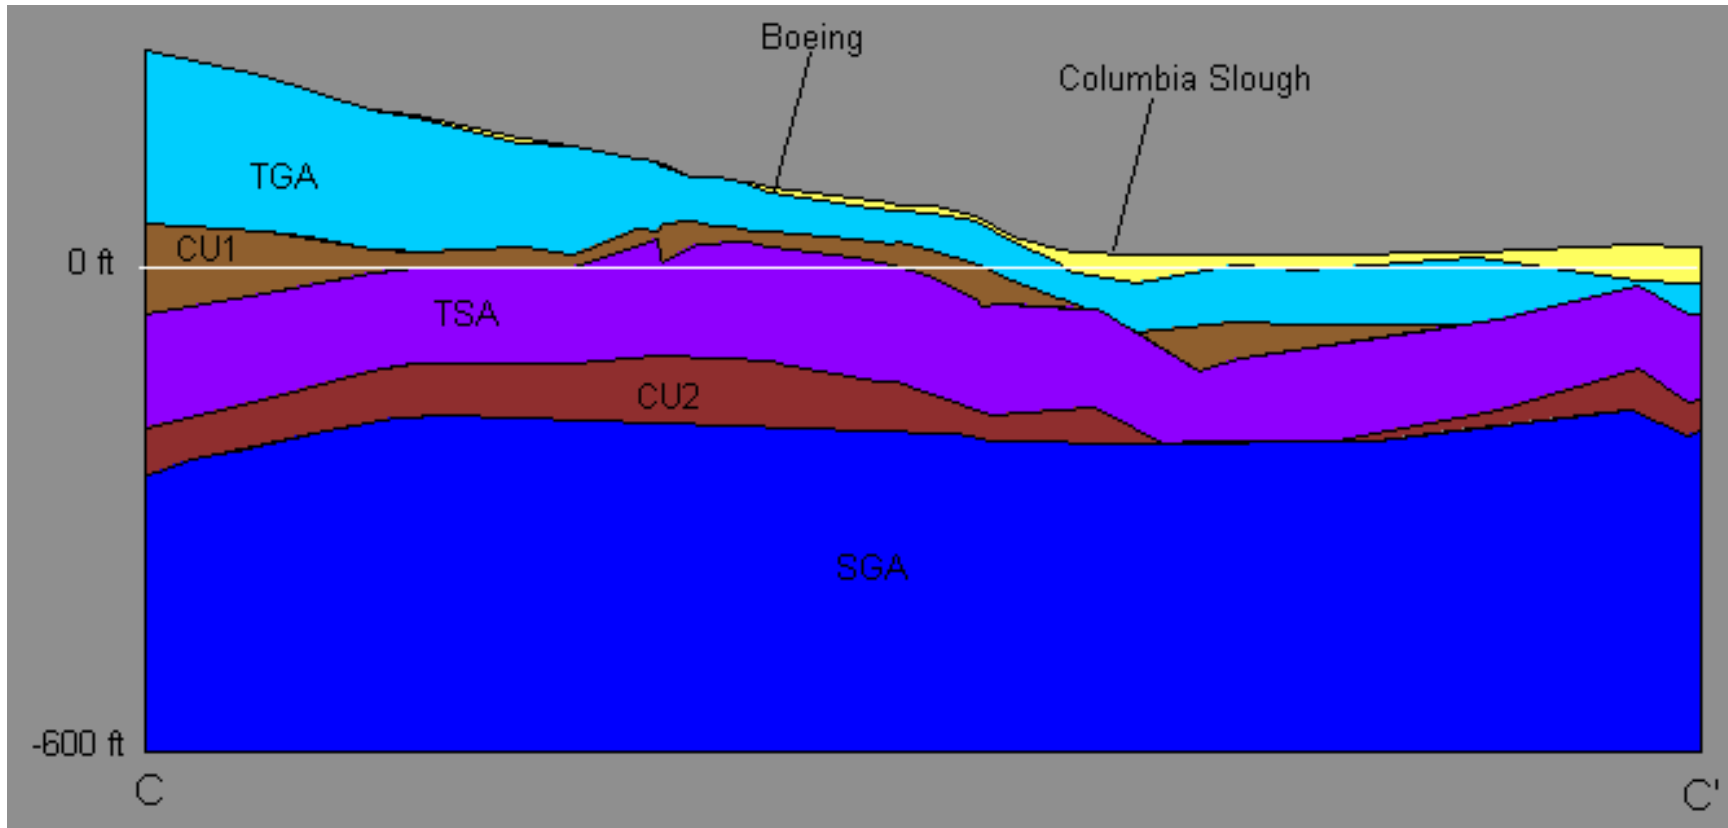 Boeing
Columbia Slough
TGA
CU1
0 ft
TSA
CU2
SGA
-600 ft
C
C'